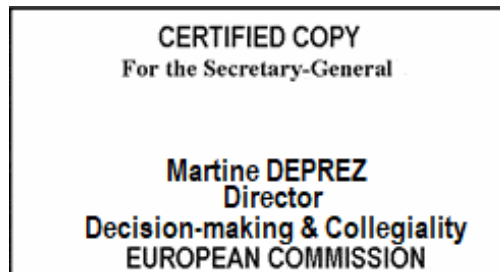 CERTIFIED COPY
For the Secretary-General
Martine DEPREZ
Director
Decision-making & Collegiality
EUROPEAN COMMISSION